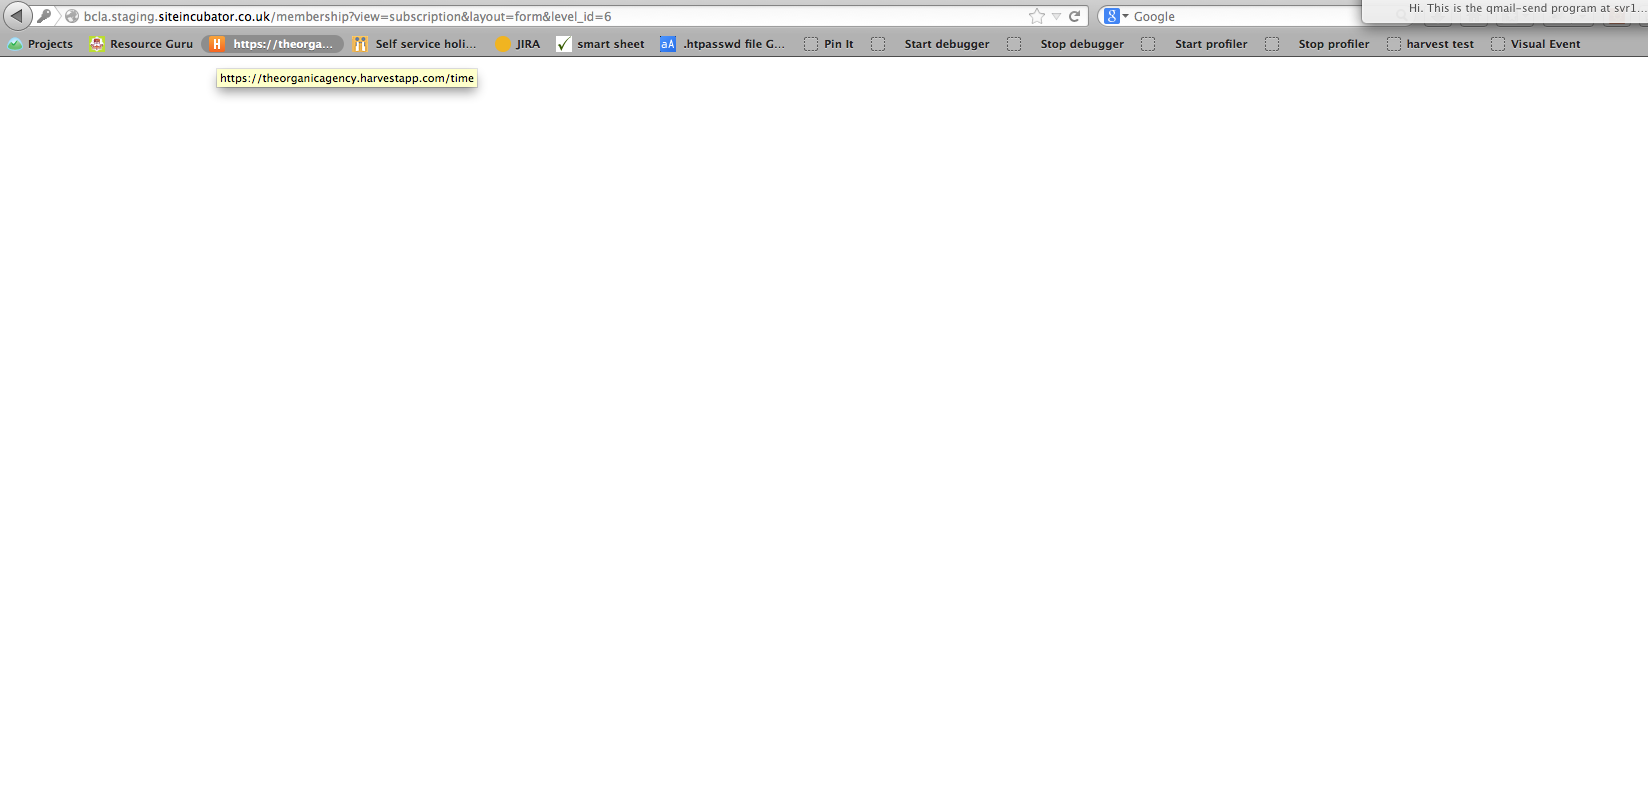 bcla.staging.siteincubator.co.uk/membership?view=subscription&layout=form&level_id=6
8 Google
Hi. This is the qmail-send program at svr1...
Projects
Resource Guru
H https://theorga...
Self service holi...
JIRA
smart sheet
aA .htpasswd file G...
Pin It
Start debugger
Stop debugger
Start profiler
Stop profiler
harvest test
Visual Event
https://theorganicagency.harvestapp.com/time